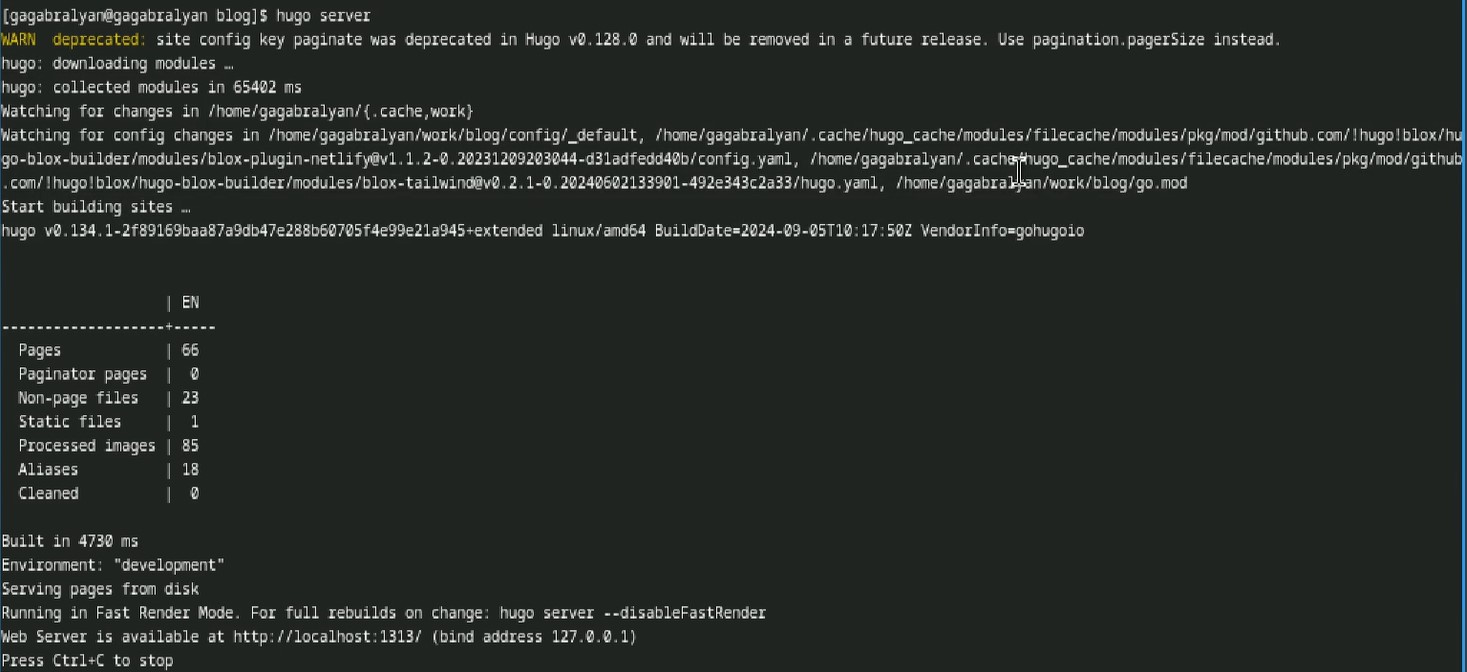 [gagabralyan@gagabralyan blog]$ hugo server
WARN  deprecated: site config key paginate was deprecated in Hugo v0.128.0 and will be removed in a future release. Use pagination.pagerSize instead.
hugo: downloading modules …
hugo: collected modules in 65402 ms
Watching for changes in /home/gagabralyan/{.cache,work}
Watching for config changes in /home/gagabralyan/work/blog/config/_default, /home/gagabralyan/.cache/hugo_cache/modules/filecache/modules/pkg/mod/github.com/!hugo!blox/hu
go-blox-builder/modules/blox-plugin-netlify@v1.1.2-0.20231209203044-d31adfedd40b/config.yaml, /home/gagabralyan/.cache/hugo_cache/modules/filecache/modules/pkg/mod/github
.com/!hugo!blox/hugo-blox-builder/modules/blox-tailwind@v0.2.1-0.20240602133901-492e343c2a33/hugo.yaml, /home/gagabralyan/work/blog/go.mod
Start building sites …
hugo v0.134.1-2f89169baa87a9db47e288b60705f4e99e21a945+extended linux/amd64 BuildDate=2024-09-05T10:17:50Z VendorInfo=gohugoio
                   | EN
-------------------+-----
  Pages            | 66
  Paginator pages  |  0
  Non-page files   | 23
  Static files     |  1
  Processed images | 85
  Aliases          | 18
  Cleaned          |  0
Built in 4730 ms
Environment: "development"
Serving pages from disk
Running in Fast Render Mode. For full rebuilds on change: hugo server --disableFastRender
Web Server is available at http://localhost:1313/ (bind address 127.0.0.1)
Press Ctrl+C to stop